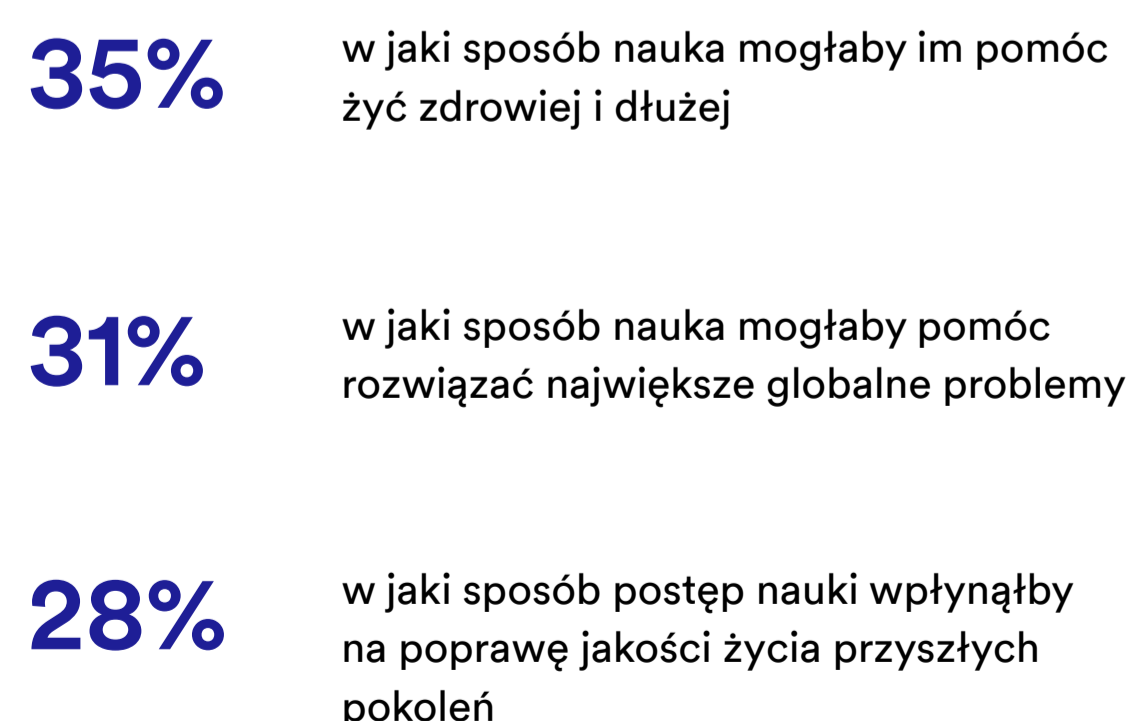 35%
w jaki sposób nauka mogłaby im pomóc
żyć zdrowiej i dłużej
31%
w jaki sposób nauka mogłaby pomóc
rozwiązać największe globalne problemy
28%
w jaki sposób postęp nauki wpłynąłby
na poprawę jakości życia przyszłych
pokoleń